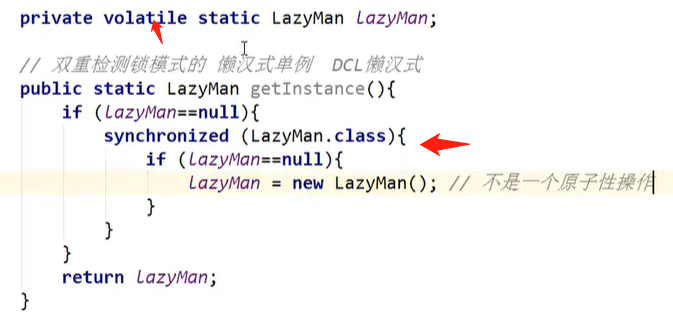 private volatile static LazyMan lazyMan;
// 双重检测锁模式的 懒汉式单例 DCL懒汉式
public static LazyMan getInstance(){
if (lazyMan==null){
synchronized (LazyMan.class){
if (lazyMan==null){
lazyMan = new LazyMan(); // 不是一个原子性操作
}
}
}
return lazyMan;
}